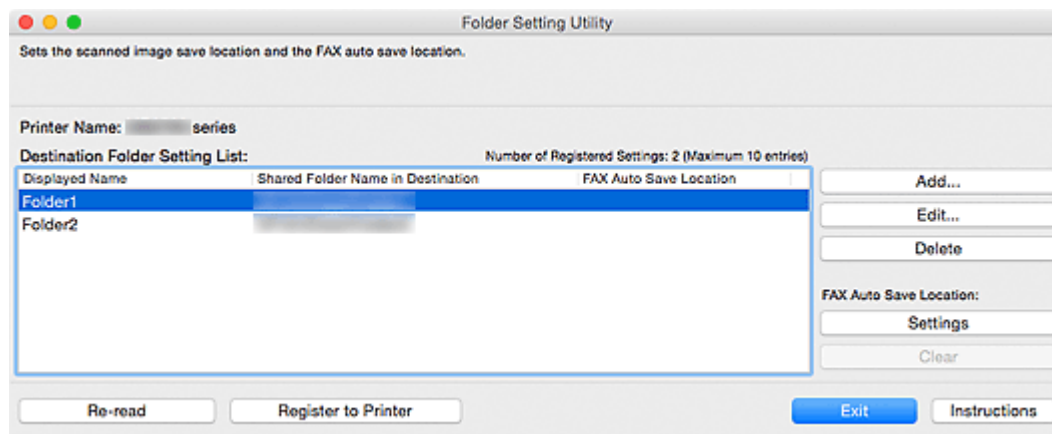 Folder Setting Utility
Sets the scanned image save location and the FAX auto save location.
Printer Name: series
Destination Folder Setting List: Number of Registered Settings: 2 (Maximum 10 entries)
Displayed Name Shared Folder Name in Destination FAX Auto Save Location
Folder1
Folder2
Add...
Edit...
Delete
FAX Auto Save Location:
Settings
Clear
Re-read Register to Printer Exit Instructions